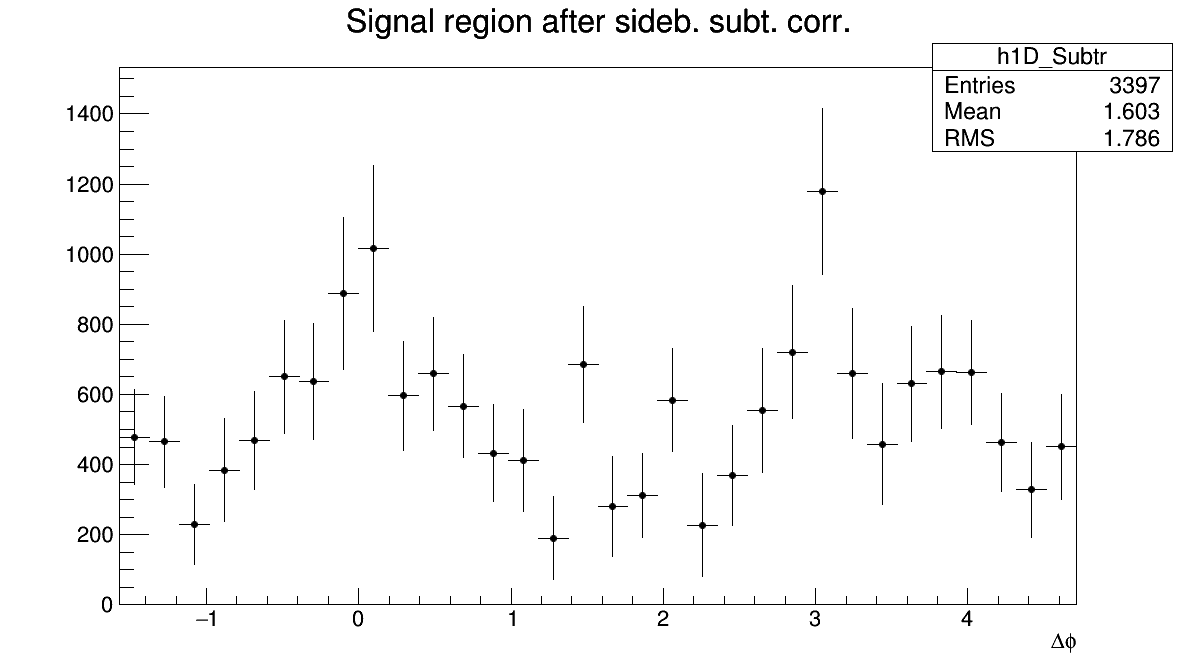 Signal region after sideb. subt. corr.
h1D_Subtr
Entries 3397
Mean 1.603
RMS 1.786
1400
1200
1000
800
600
400
200
0
−1 0 1 2 3 4
Δϕ